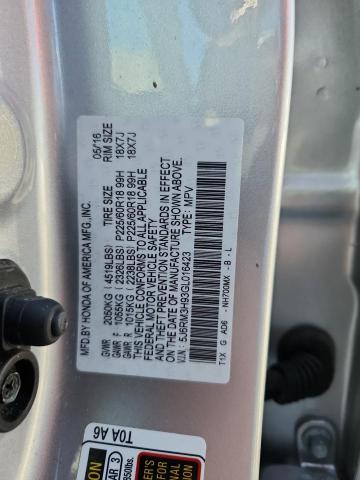 MFD.BY HONDA OF AMERICA MFG.,INC. 05/16
GVWR 2050KG (4519LBS) TIRE SIZE RIM SIZE
GAWR F 1055KG (2326LBS) P225/60R18 99H 18X7J
GAWR R 1015KG (2238LBS) P225/60R18 99H 18X7J
THIS VEHICLE CONFORMS TO ALL APPLICABLE
FEDERAL MOTOR VEHICLE SAFETY
AND THEFT PREVENTION STANDARDS IN EFFECT
ON THE DATE OF MANUFACTURE SHOWN ABOVE.
V.I.N: 5J6RM3H93GL016423 TYPE: MPV
T1X G AD6 - NH700MX - B - L
T0A A6